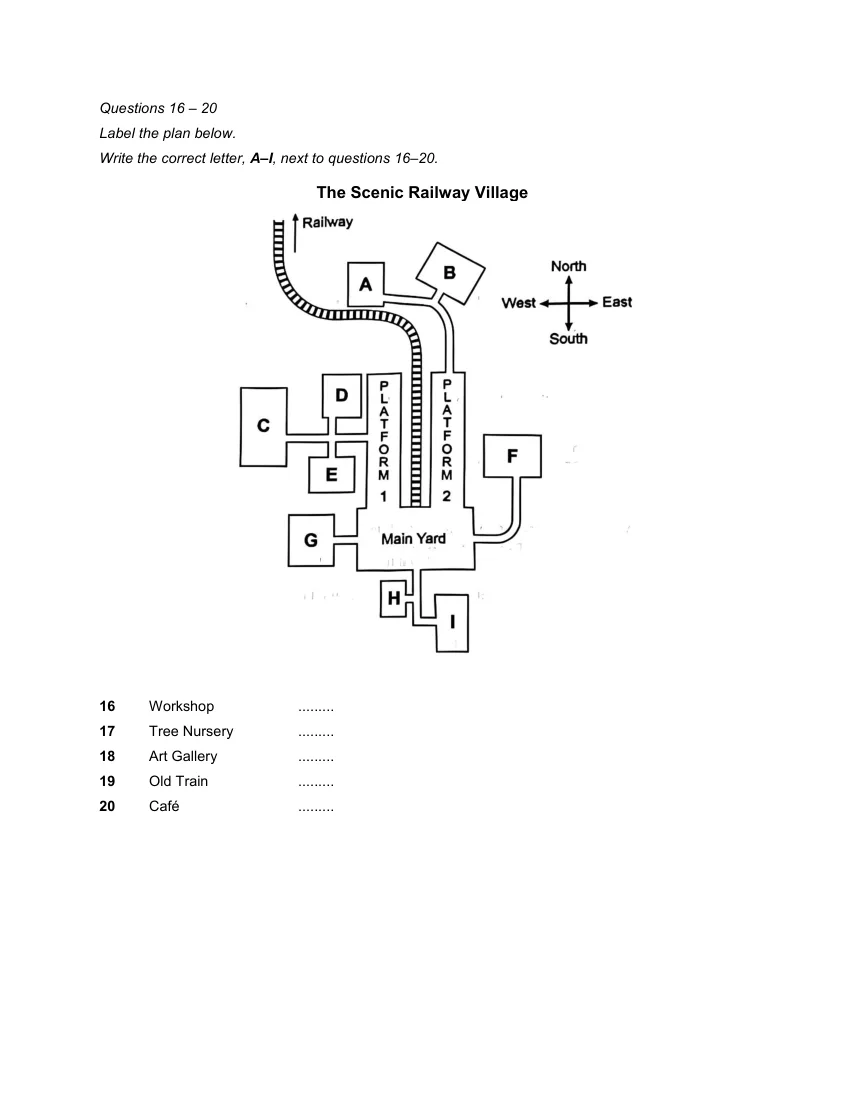 Questions 16 – 20
Label the plan below.
Write the correct letter, A–I, next to questions 16–20.
The Scenic Railway Village
Railway
A
B
North
West East
South
PLATFORM 1
PLATFORM 2
C
D
E
F
G
Main Yard
H
I
16 Workshop .........
17 Tree Nursery .........
18 Art Gallery .........
19 Old Train .........
20 Café .........